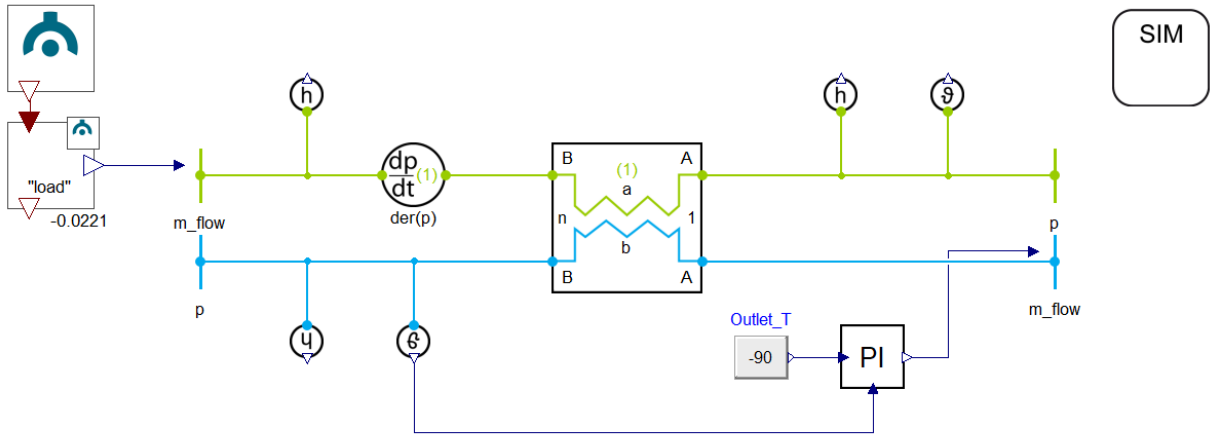 SIM
h
h
ϑ
B
A
dp
dt
(1)
(1)
a
"load"
-0.0221
m_flow
der(p)
n
1
p
b
B
A
p
m_flow
h
ϑ
Outlet_T
-90
PI